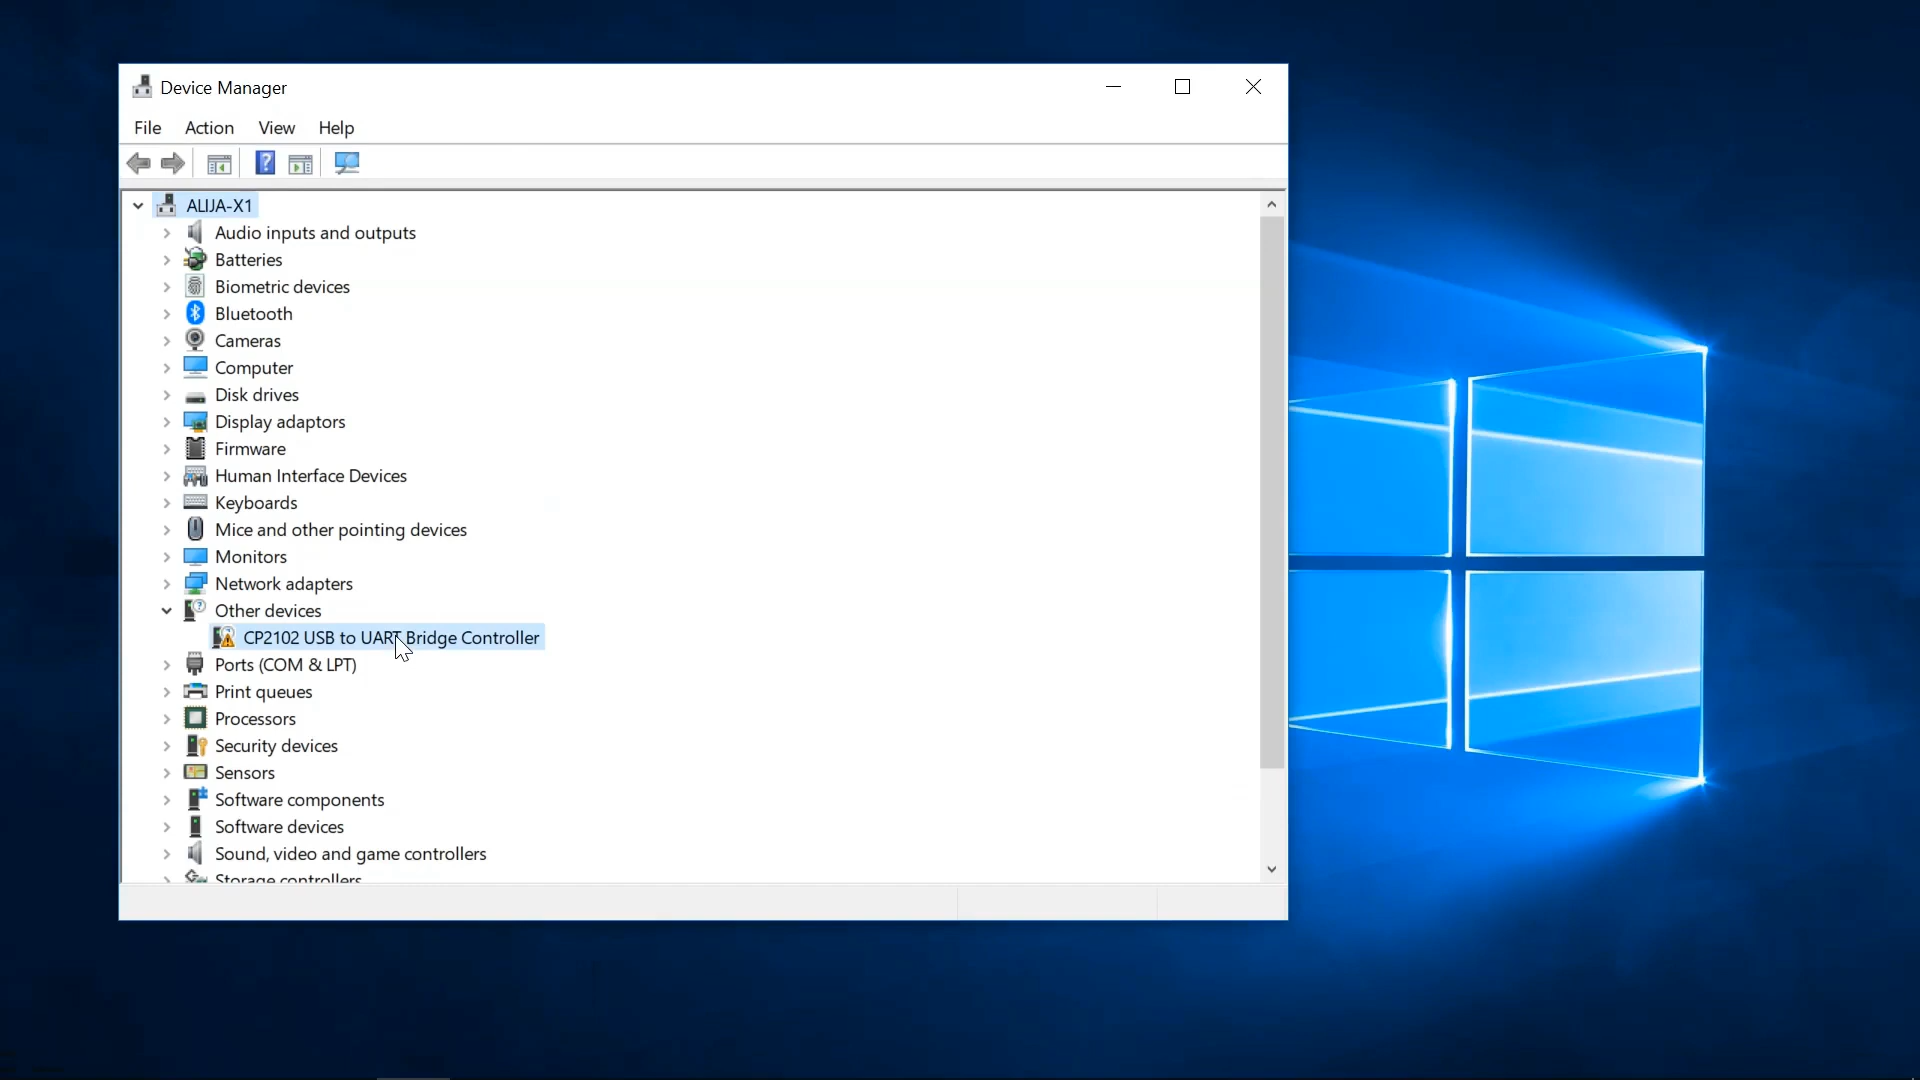 Device Manager
File Action View Help
ALIJA-X1
Audio inputs and outputs
Batteries
Biometric devices
Bluetooth
Cameras
Computer
Disk drives
Display adaptors
Firmware
Human Interface Devices
Keyboards
Mice and other pointing devices
Monitors
Network adapters
Other devices
CP2102 USB to UART Bridge Controller
Ports (COM & LPT)
Print queues
Processors
Security devices
Sensors
Software components
Software devices
Sound, video and game controllers
Storage controllers